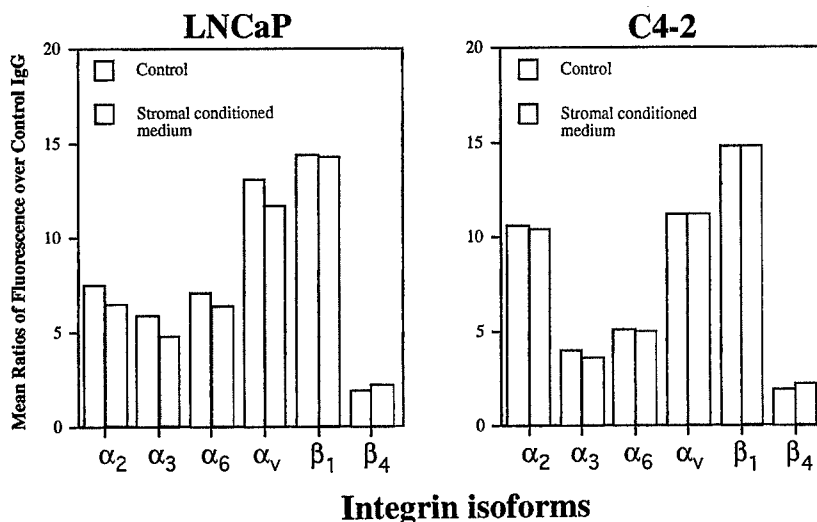 LNCaP
C4-2
Mean Ratios of Fluorescence over Control IgG
20
15
10
5
0
Control
Stromal conditioned
medium
α2 α3 α6 αv β1 β4
20
15
10
5
0
Control
Stromal conditioned
medium
α2 α3 α6 αv β1 β4
Integrin isoforms